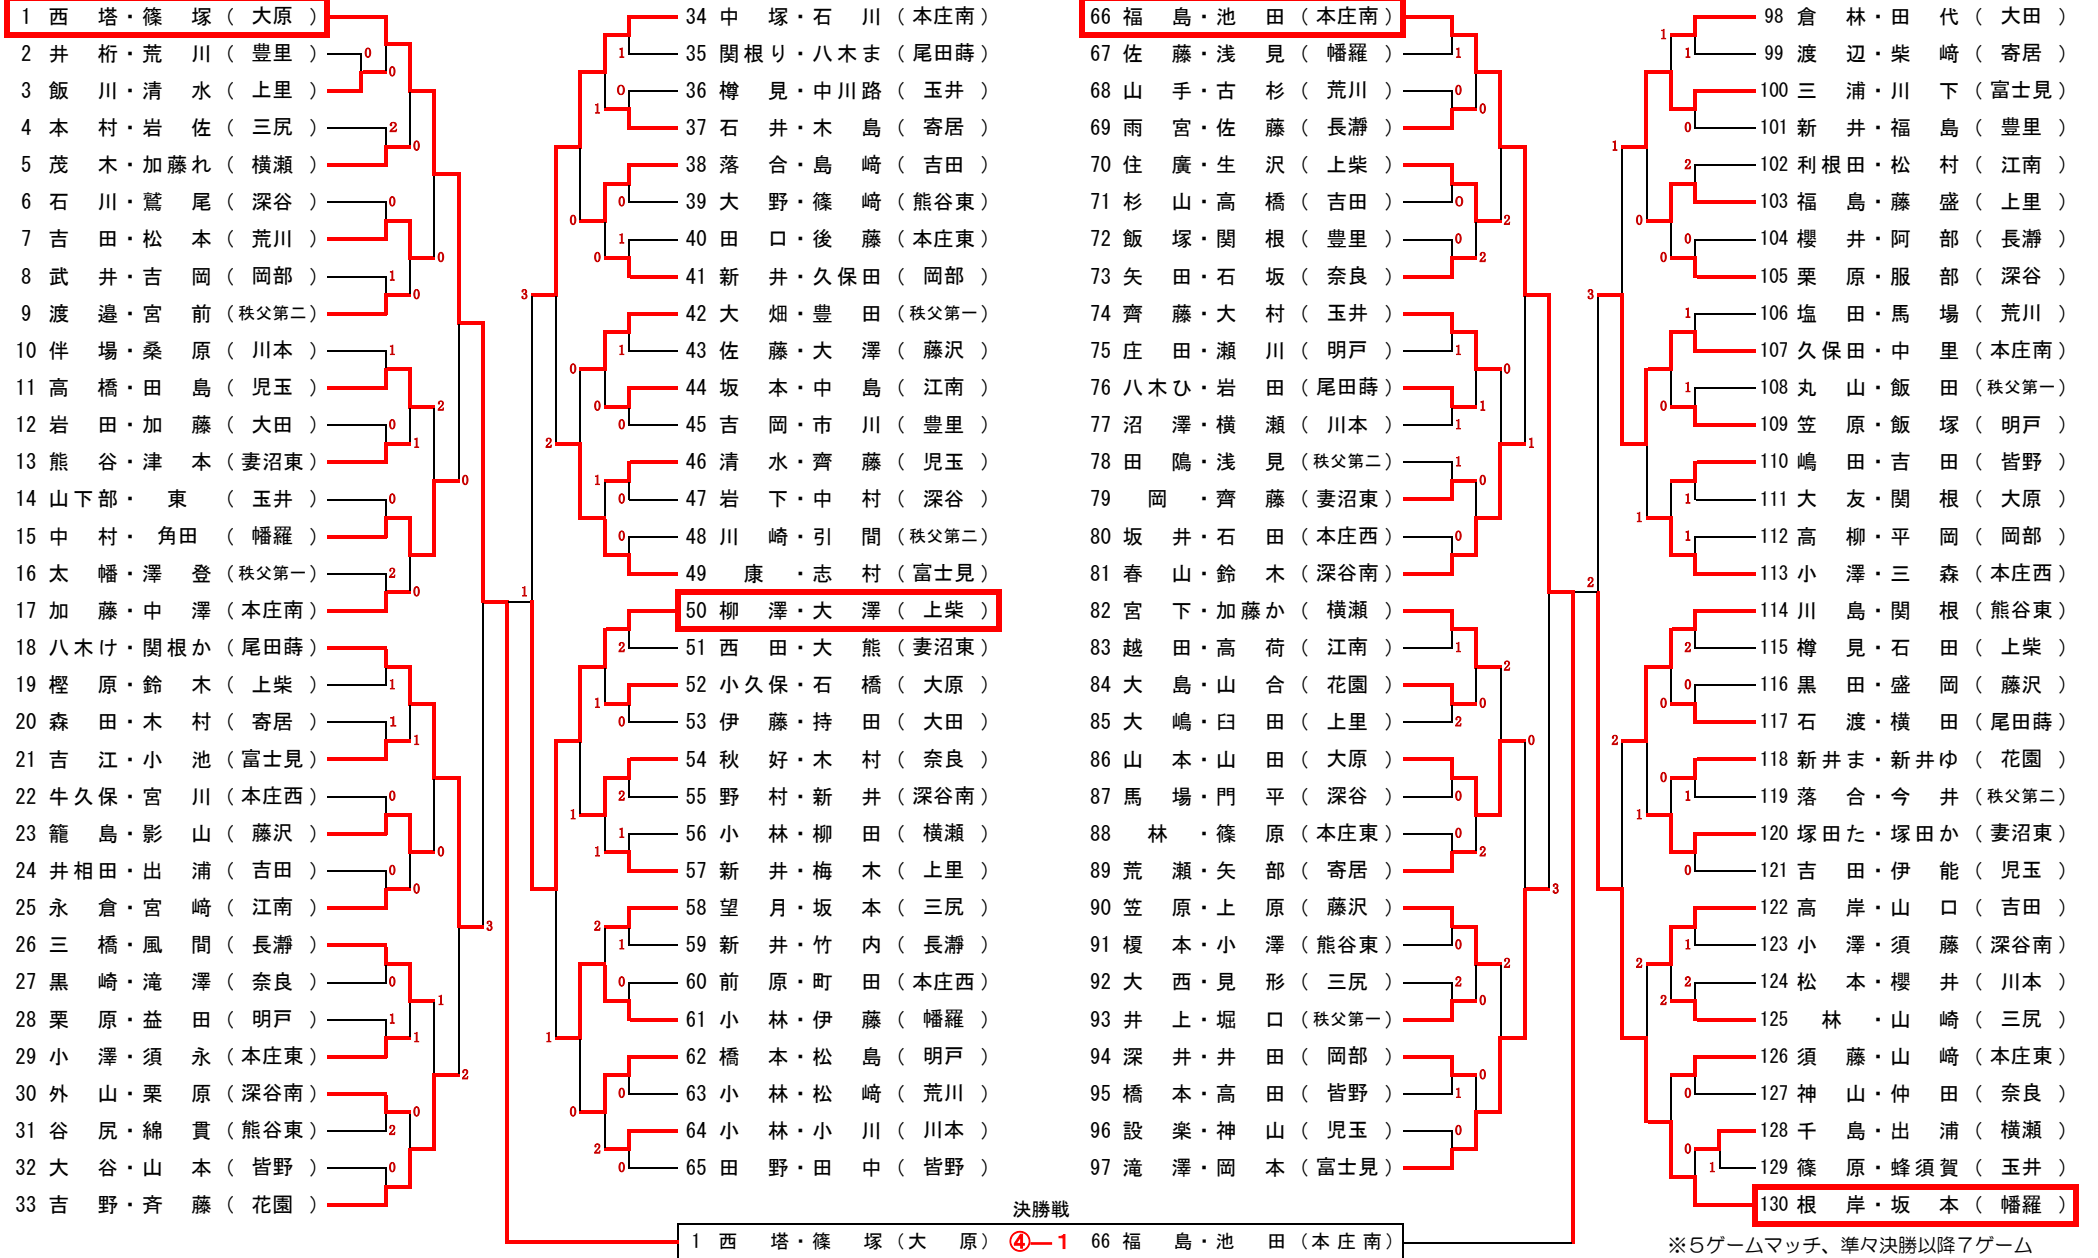 1 西 塔・篠 塚 ( 大原 )
2 井 桁・荒 川 ( 豊里 )
3 飯 川・清 水 ( 上里 )
4 本 村・岩 佐 ( 三尻 )
5 茂 木・加藤れ ( 横瀬 )
6 石 川・鷲 尾 ( 深谷 )
7 吉 田・松 本 ( 荒川 )
8 武 井・吉 岡 ( 岡部 )
9 渡 邉・宮 前 (秩父第二)
10 伴 場・桑 原 ( 川本 )
11 高 橋・田 島 ( 児玉 )
12 岩 田・加 藤 ( 大田 )
13 熊 谷・津 本 (妻沼東)
14 山下部・ 東 ( 玉井 )
15 中 村・ 角田 ( 幡羅 )
16 太 幡・澤 登 (秩父第一)
17 加 藤・中 澤 (本庄南)
18 八木け・関根か (尾田蒔)
19 樫 原・鈴 木 ( 上柴 )
20 森 田・木 村 ( 寄居 )
21 吉 江・小 池 (富士見)
22 牛久保・宮 川 (本庄西)
23 籠 島・影 山 ( 藤沢 )
24 井相田・出 浦 ( 吉田 )
25 永 倉・宮 﨑 ( 江南 )
26 三 橋・風 間 ( 長瀞 )
27 黒 崎・滝 澤 ( 奈良 )
28 栗 原・益 田 ( 明戸 )
29 小 澤・須 永 (本庄東)
30 外 山・栗 原 (深谷南)
31 谷 尻・綿 貫 (熊谷東)
32 大 谷・山 本 ( 皆野 )
33 吉 野・斉 藤 ( 花園 )
34 中 塚・石 川 (本庄南)
35 関根り・八木ま (尾田蒔)
36 樽 見・中川路 ( 玉井 )
37 石 井・木 島 ( 寄居 )
38 落 合・島 﨑 ( 吉田 )
39 大 野・篠 﨑 (熊谷東)
40 田 口・後 藤 (本庄東)
41 新 井・久保田 ( 岡部 )
42 大 畑・豊 田 (秩父第一)
43 佐 藤・大 澤 ( 藤沢 )
44 坂 本・中 島 ( 江南 )
45 吉 岡・市 川 ( 豊里 )
46 清 水・齊 藤 ( 児玉 )
47 岩 下・中 村 ( 深谷 )
48 川 崎・引 間 (秩父第二)
49 康 ・志 村 (富士見)
50 柳 澤・大 澤 ( 上柴 )
51 西 田・大 熊 (妻沼東)
52 小久保・石 橋 ( 大原 )
53 伊 藤・持 田 ( 大田 )
54 秋 好・木 村 ( 奈良 )
55 野 村・新 井 (深谷南)
56 小 林・柳 田 ( 横瀬 )
57 新 井・梅 木 ( 上里 )
58 望 月・坂 本 ( 三尻 )
59 新 井・竹 内 ( 長瀞 )
60 前 原・町 田 (本庄西)
61 小 林・伊 藤 ( 幡羅 )
62 橋 本・松 島 ( 明戸 )
63 小 林・松 﨑 ( 荒川 )
64 小 林・小 川 ( 川本 )
65 田 野・田 中 ( 皆野 )
66 福 島・池 田 (本庄南)
67 佐 藤・浅 見 ( 幡羅 )
68 山 手・古 杉 ( 荒川 )
69 雨 宮・佐 藤 ( 長瀞 )
70 住 廣・生 沢 ( 上柴 )
71 杉 山・高 橋 ( 吉田 )
72 飯 塚・関 根 ( 豊里 )
73 矢 田・石 坂 ( 奈良 )
74 齊 藤・大 村 ( 玉井 )
75 庄 田・瀬 川 ( 明戸 )
76 八木ひ・岩 田 (尾田蒔)
77 沼 澤・横 瀬 ( 川本 )
78 田 隝・浅 見 (秩父第二)
79 岡 ・齊 藤 (妻沼東)
80 坂 井・石 田 (本庄西)
81 春 山・鈴 木 (深谷南)
82 宮 下・加藤か ( 横瀬 )
83 越 田・高 荷 ( 江南 )
84 大 島・山 合 ( 花園 )
85 大 嶋・臼 田 ( 上里 )
86 山 本・山 田 ( 大原 )
87 馬 場・門 平 ( 深谷 )
88 林 ・篠 原 (本庄東)
89 荒 瀬・矢 部 ( 寄居 )
90 笠 原・上 原 ( 藤沢 )
91 榎 本・小 澤 (熊谷東)
92 大 西・見 形 ( 三尻 )
93 井 上・堀 口 (秩父第一)
94 深 井・井 田 ( 岡部 )
95 橋 本・高 田 ( 皆野 )
96 設 楽・神 山 ( 児玉 )
97 滝 澤・岡 本 (富士見)
98 倉 林・田 代 ( 大田 )
99 渡 辺・柴 﨑 ( 寄居 )
100 三 浦・川 下 (富士見)
101 新 井・福 島 ( 豊里 )
102 利根田・松 村 ( 江南 )
103 福 島・藤 盛 ( 上里 )
104 櫻 井・阿 部 ( 長瀞 )
105 栗 原・服 部 ( 深谷 )
106 塩 田・馬 場 ( 荒川 )
107 久保田・中 里 (本庄南)
108 丸 山・飯 田 (秩父第一)
109 笠 原・飯 塚 ( 明戸 )
110 嶋 田・吉 田 ( 皆野 )
111 大 友・関 根 ( 大原 )
112 高 柳・平 岡 ( 岡部 )
113 小 澤・三 森 (本庄西)
114 川 島・関 根 (熊谷東)
115 樽 見・石 田 ( 上柴 )
116 黒 田・盛 岡 ( 藤沢 )
117 石 渡・横 田 (尾田蒔)
118 新井ま・新井ゆ ( 花園 )
119 落 合・今 井 (秩父第二)
120 塚田た・塚田か (妻沼東)
121 吉 田・伊 能 ( 児玉 )
122 高 岸・山 口 ( 吉田 )
123 小 澤・須 藤 (深谷南)
124 松 本・櫻 井 ( 川本 )
125 林 ・山 崎 ( 三尻 )
126 須 藤・山 﨑 (本庄東)
127 神 山・仲 田 ( 奈良 )
128 千 島・出 浦 ( 横瀬 )
129 篠 原・蜂須賀 ( 玉井 )
130 根 岸・坂 本 ( 幡羅 )
決勝戦
1 西 塔・篠 塚 (大 原) ④―1 66 福 島・池 田 (本庄南)
※5ゲームマッチ、準々決勝以降7ゲーム